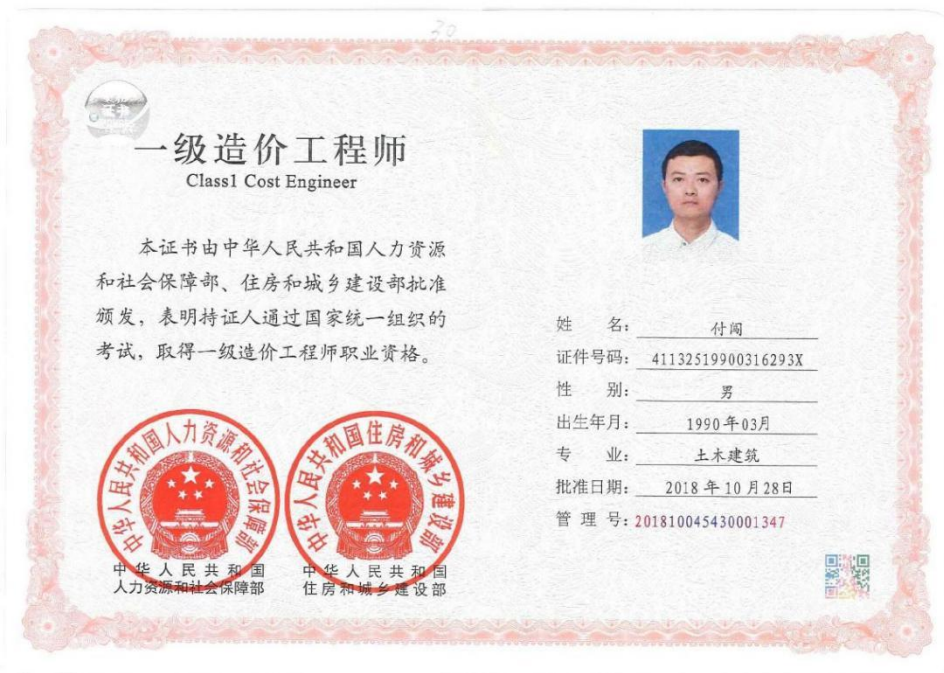 30
一级造价工程师
Class1 Cost Engineer
本证书由中华人民共和国人力资源
和社会保障部、住房和城乡建设部批准
颁发，表明持证人通过国家统一组织的
考试，取得一级造价工程师职业资格。
中华人民共和国人力资源和社会保障部
中华人民共和国住房和城乡建设部
中华人民共和国
人力资源和社会保障部
中华人民共和国
住房和城乡建设部
姓 名： 付闯
证件号码： 41132519900316293X
性 别： 男
出生年月： 1990年03月
专 业： 土木建筑
批准日期： 2018年10月28日
管 理 号：201810045430001347